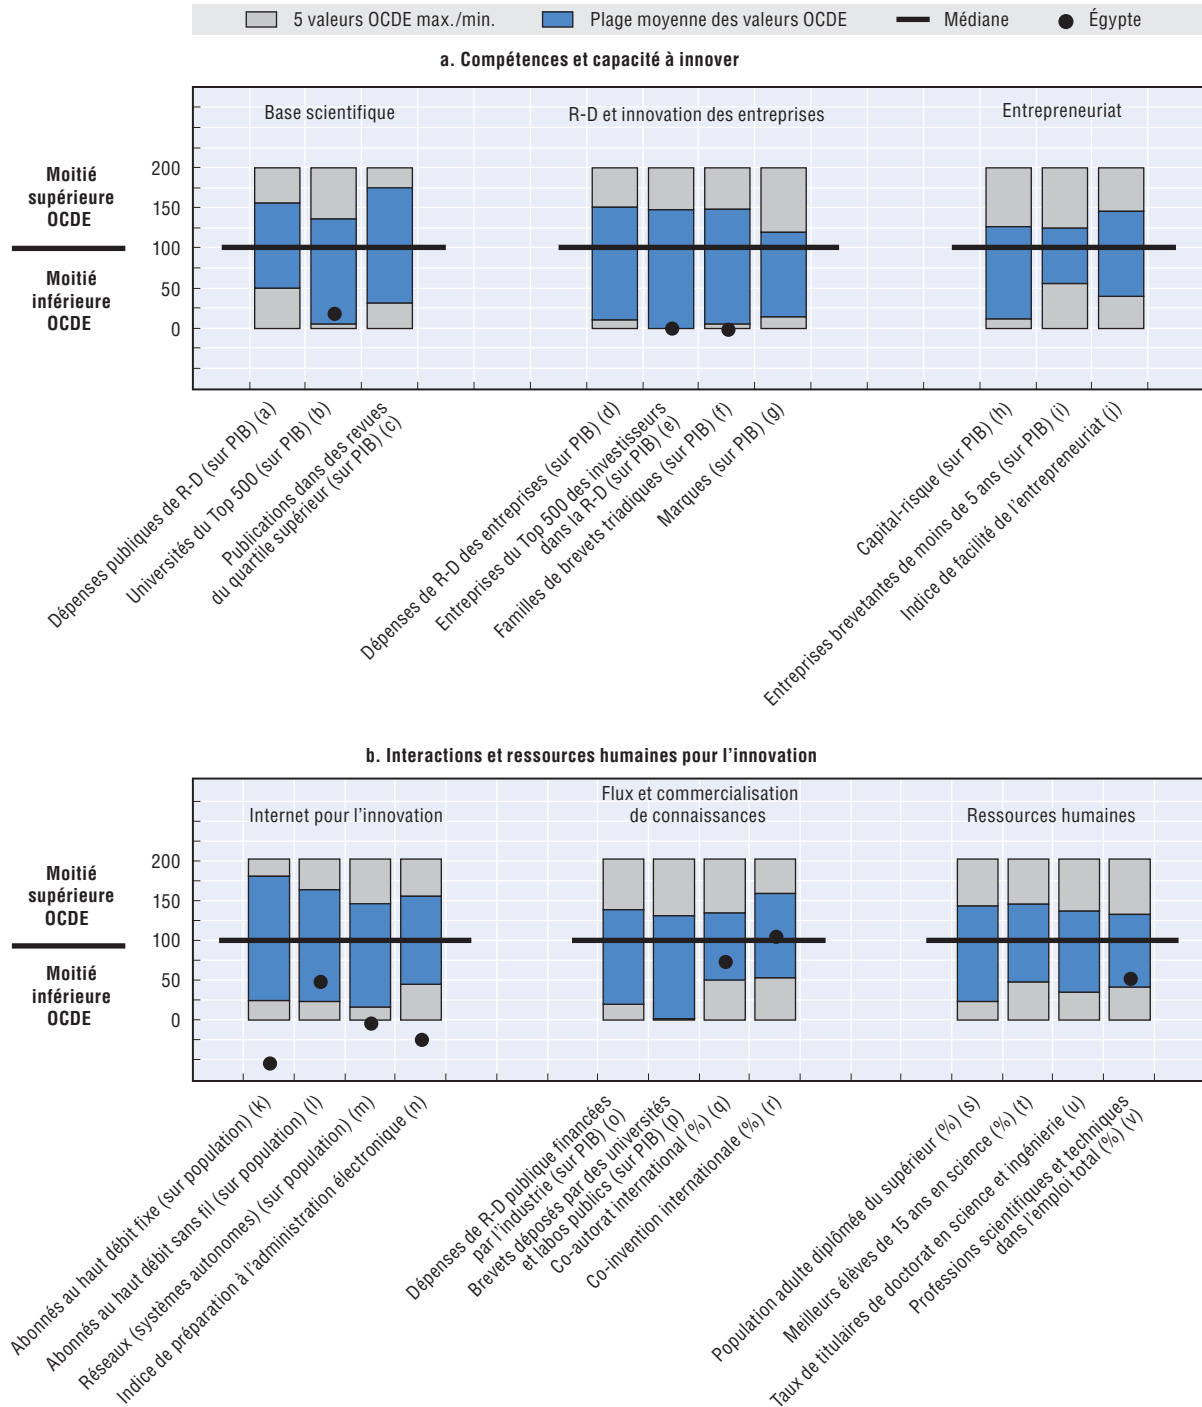 5 valeurs OCDE max./min.
Plage moyenne des valeurs OCDE
Médiane
Égypte
a. Compétences et capacité à innover
Base scientifique
R-D et innovation des entreprises
Entrepreneuriat
Moitié
supérieure
OCDE
Moitié
inférieure
OCDE
200
150
100
50
0
Dépenses publiques de R-D (sur PIB) (a)
Universités du Top 500 (sur PIB) (b)
Publications dans des revues
du quartile supérieur (sur PIB) (c)
Dépenses de R-D des entreprises (sur PIB) (d)
Entreprises du Top 500 des investisseurs
dans la R-D (sur PIB) (e)
Familles de brevets triadiques (sur PIB) (f)
Marques (sur PIB) (g)
Capital-risque (sur PIB) (h)
Entreprises brevetantes de moins de 5 ans (sur PIB) (i)
Indice de facilité de l'entrepreneuriat (j)
b. Interactions et ressources humaines pour l'innovation
Internet pour l'innovation
Flux et commercialisation
de connaissances
Ressources humaines
Moitié
supérieure
OCDE
Moitié
inférieure
OCDE
200
150
100
50
0
Abonnés au haut débit fixe (sur population) (k)
Abonnés au haut débit sans fil (sur population) (l)
Réseaux (systèmes autonomes) (sur population) (m)
Indice de préparation à l'administration électronique (n)
Dépenses de R-D publique financées
par l'industrie (sur PIB) (o)
Brevets déposés par des universités
et labos publics (sur PIB) (p)
Co-autorat international (%) (q)
Co-invention internationale (%) (r)
Population adulte diplômée du supérieur (%) (s)
Meilleurs élèves de 15 ans en science (%) (t)
Taux de titulaires de doctorat en science et ingénierie (u)
Professions scientifiques et techniques
dans l'emploi total (%) (v)